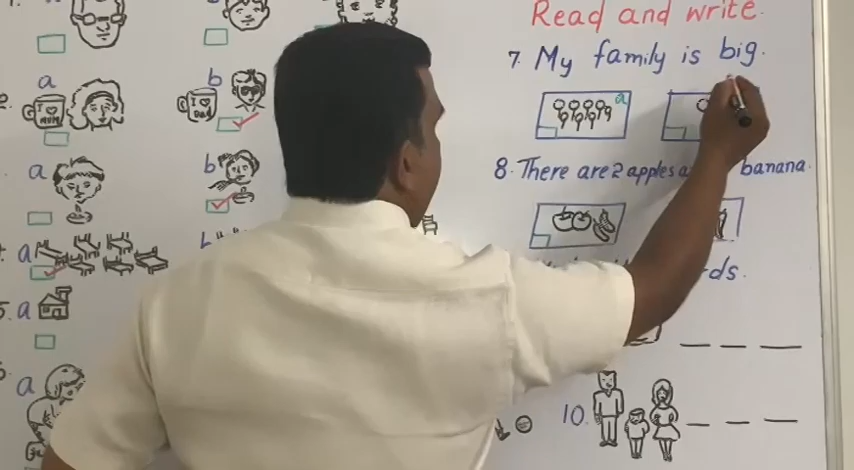 Read and write
7. My family is big.
a
8. There are 2 apples a banana.
ds.
10.
a
b
I ♥ MUM
I ♥ DAD
a
b
a
5. a
a